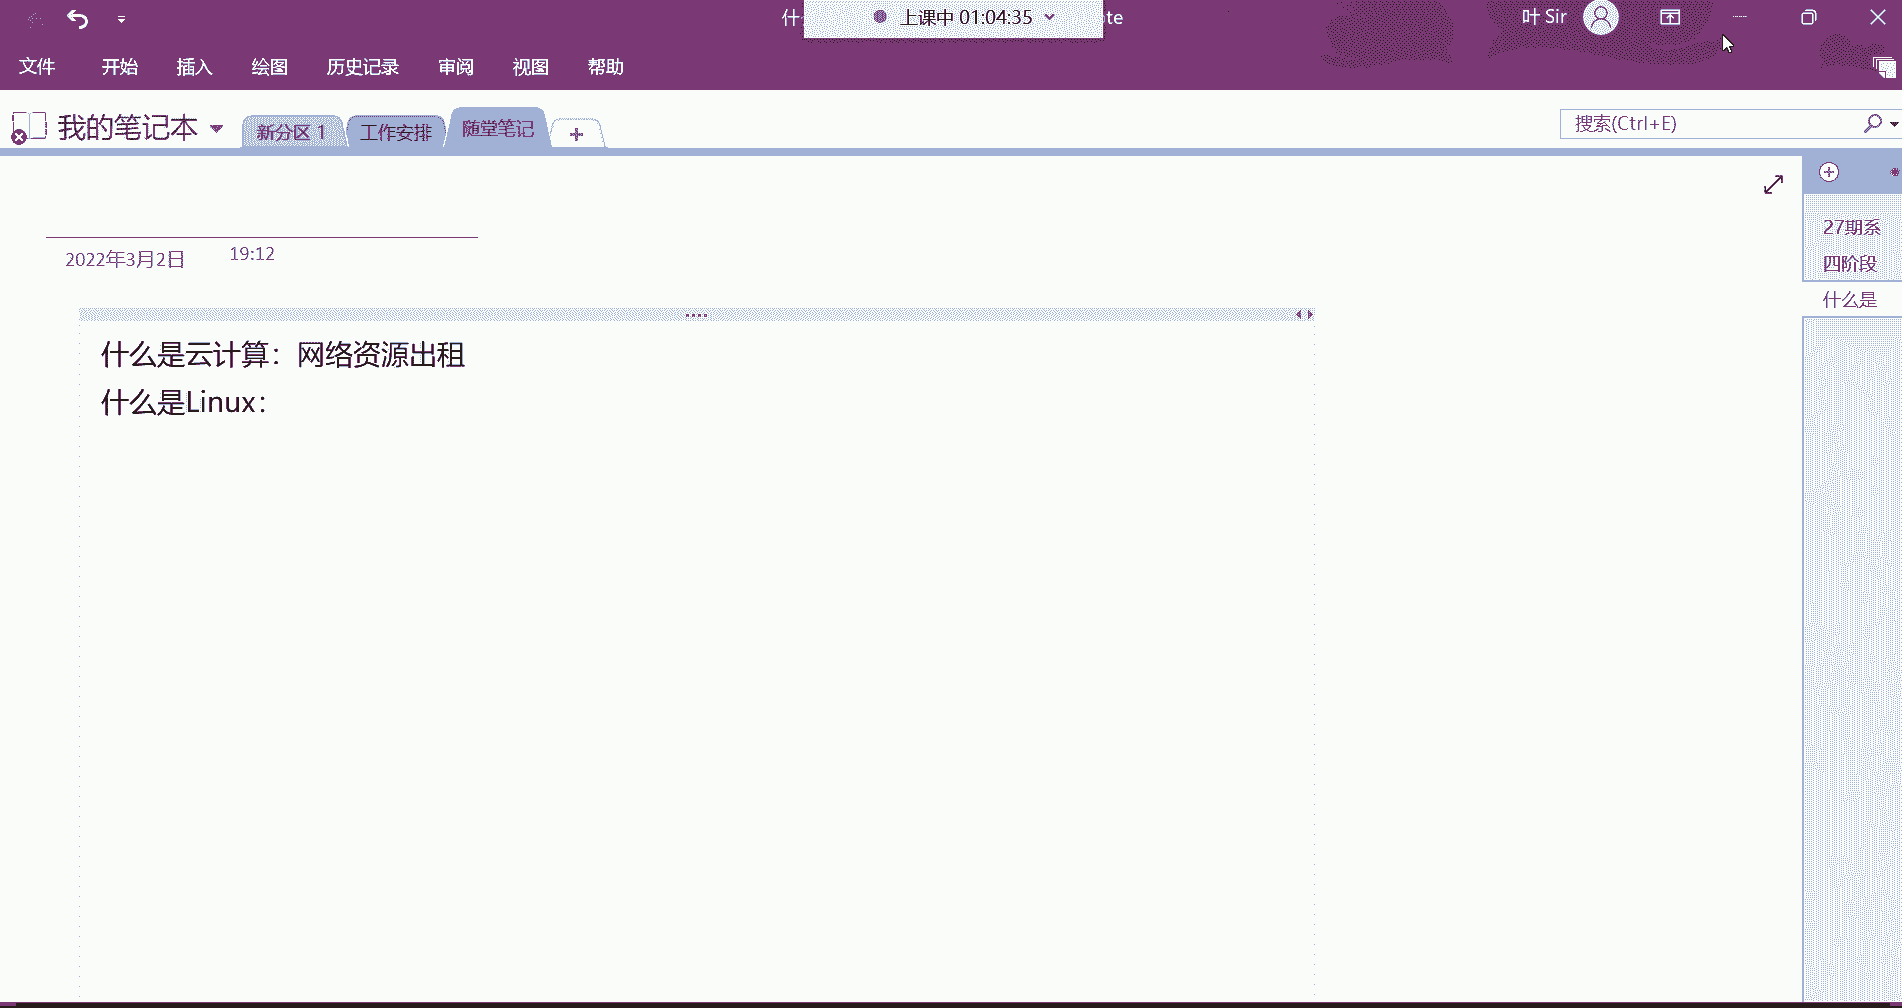 什 上课中 01:04:35 te 叶 Sir
文件 开始 插入 绘图 历史记录 审阅 视图 帮助
我的笔记本 新分区 1 工作安排 随堂笔记 搜索(Ctrl+E)
27期系
四阶段
什么是
2022年3月2日 19:12
什么是云计算：网络资源出租
什么是Linux：